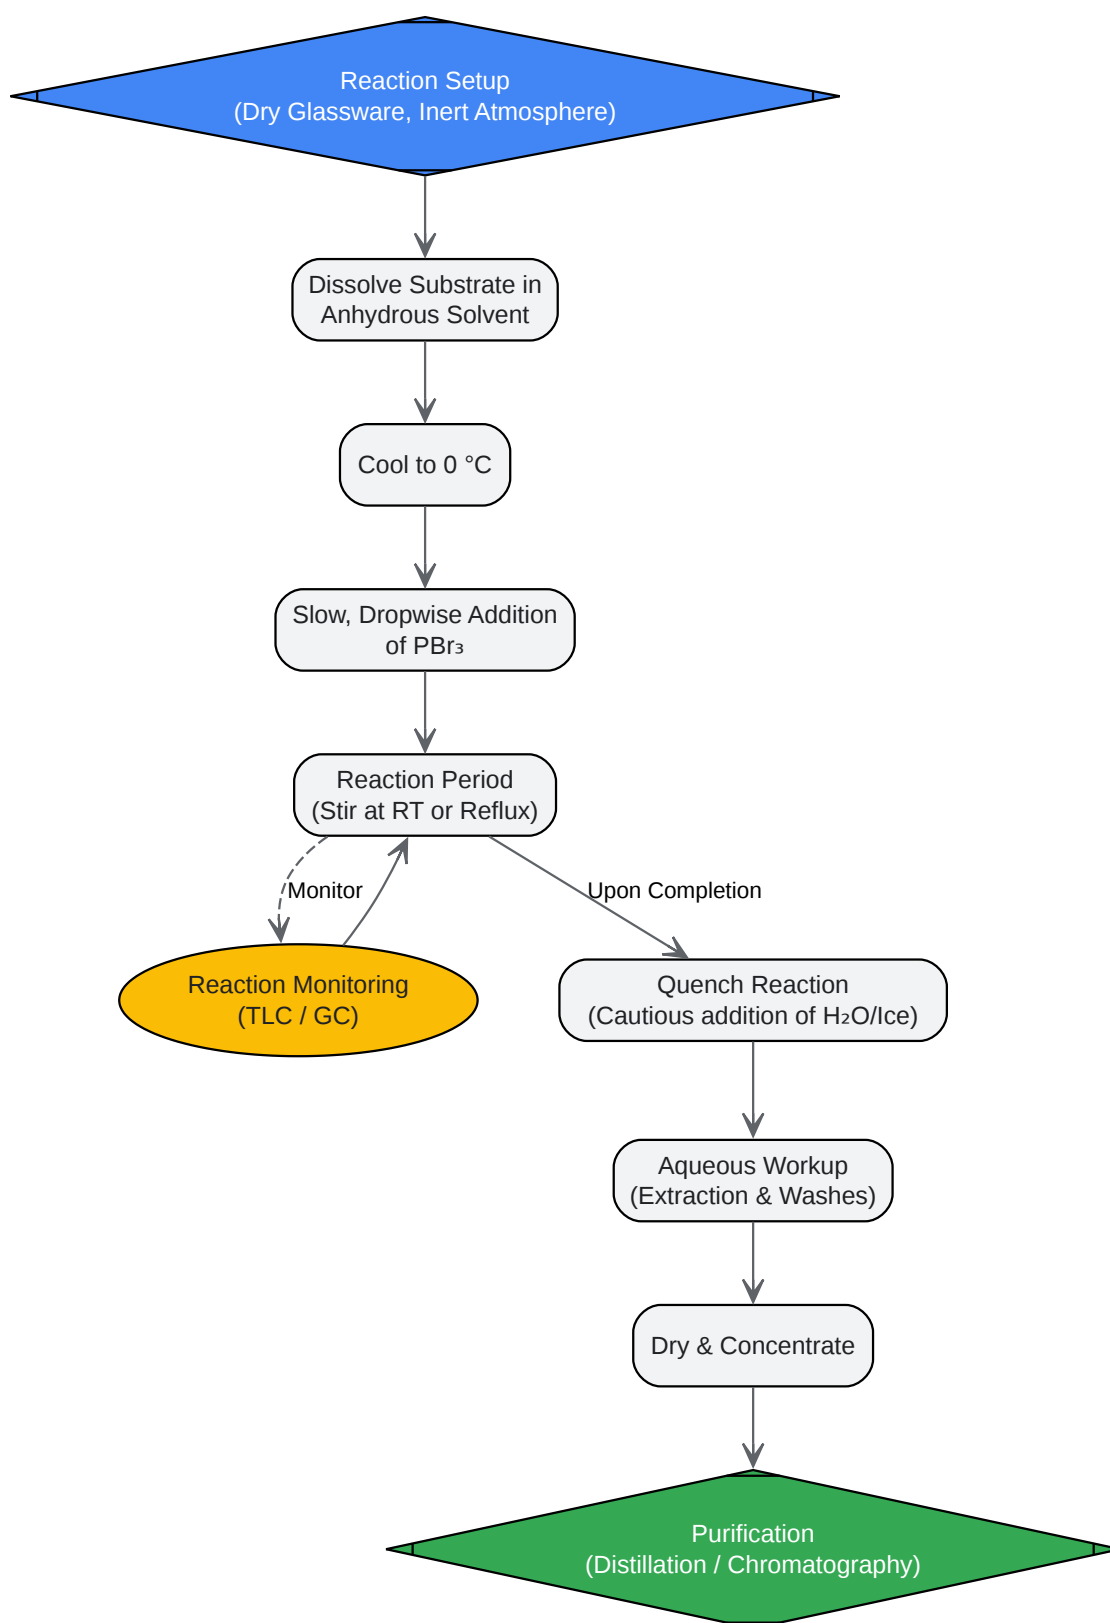 Reaction Setup
(Dry Glassware, Inert Atmosphere)
Dissolve Substrate in
Anhydrous Solvent
Cool to 0 °C
Slow, Dropwise Addition
of PBr₃
Reaction Period
(Stir at RT or Reflux)
Monitor
Upon Completion
Reaction Monitoring
(TLC / GC)
Quench Reaction
(Cautious addition of H₂O/Ice)
Aqueous Workup
(Extraction & Washes)
Dry & Concentrate
Purification
(Distillation / Chromatography)